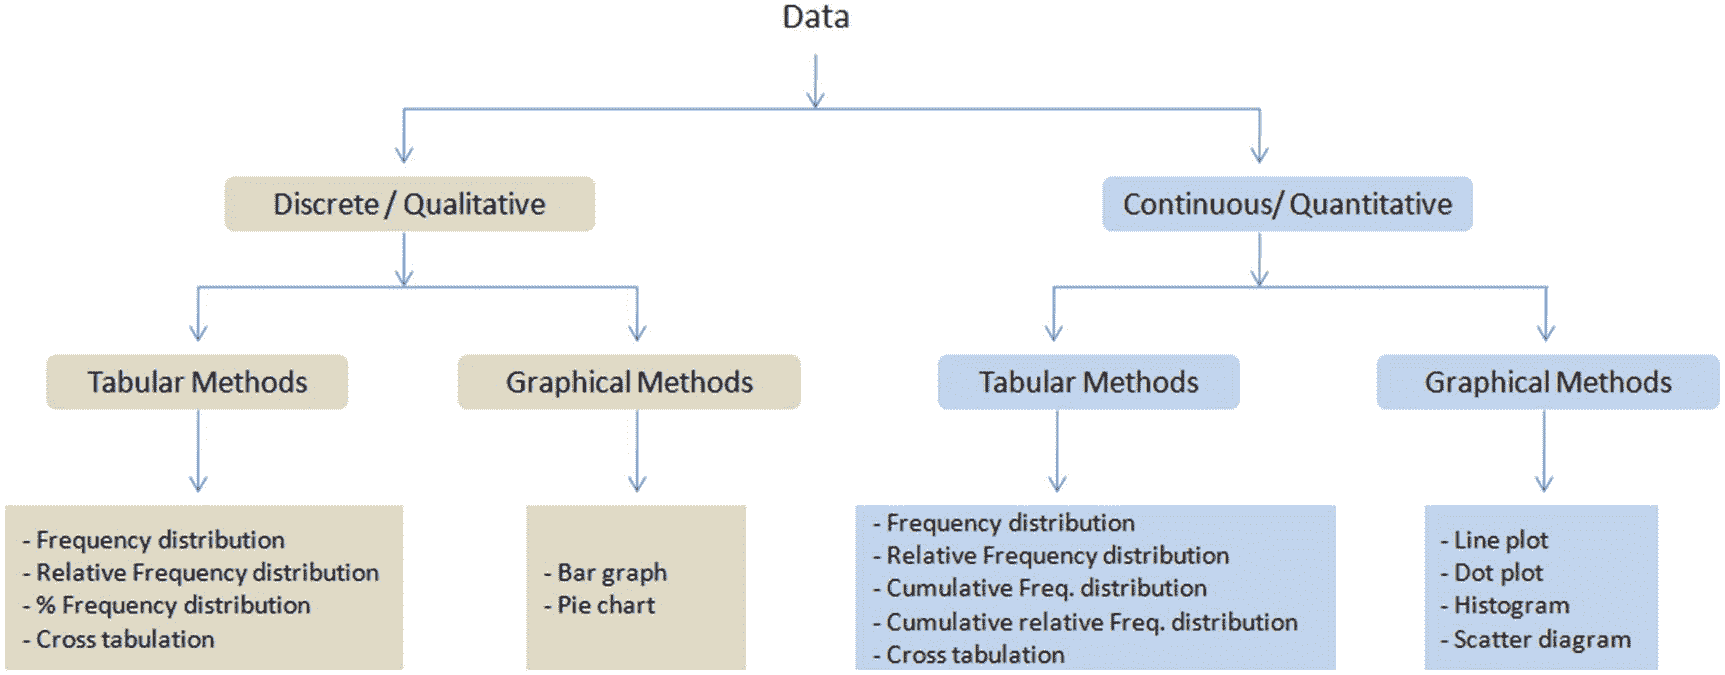 Data
Discrete / Qualitative
Continuous/ Quantitative
Tabular Methods
Graphical Methods
Tabular Methods
Graphical Methods
- Frequency distribution
- Relative Frequency distribution
- % Frequency distribution
- Cross tabulation
- Bar graph
- Pie chart
- Frequency distribution
- Relative Frequency distribution
- Cumulative Freq. distribution
- Cumulative relative Freq. distribution
- Cross tabulation
- Line plot
- Dot plot
- Histogram
- Scatter diagram